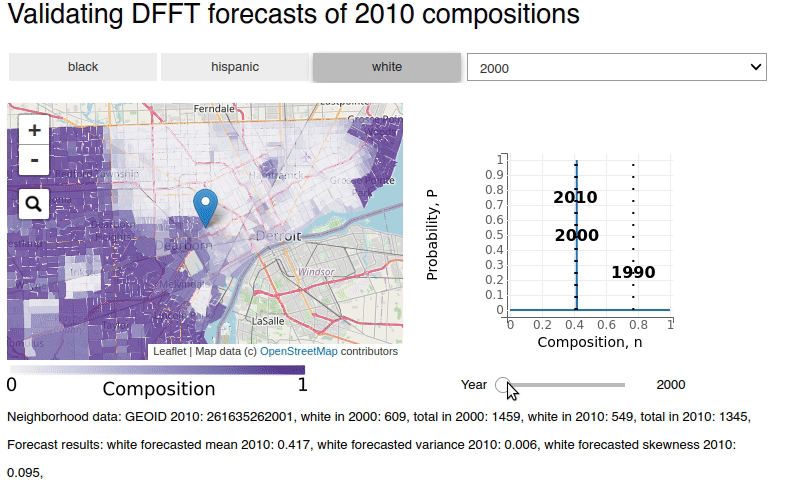 Validating DFFT forecasts of 2010 compositions
black hispanic white 2000
Ferndale
+
-
Hamtramck
Dearborn
Detroit
Windsor
Melvindale
LaSalle
Taylor
Leaflet | Map data (c) OpenStreetMap contributors
0 Composition 1
Probability, P
1
0.9
0.8
0.7
0.6
0.5
0.4
0.3
0.2
0.1
0
2010
2000
1990
0 0.2 0.4 0.6 0.8 1
Composition, n
Year 2000
Neighborhood data: GEOID 2010: 261635262001, white in 2000: 609, total in 2000: 1459, white in 2010: 549, total in 2010: 1345,
Forecast results: white forecasted mean 2010: 0.417, white forecasted variance 2010: 0.006, white forecasted skewness 2010:
0.095,